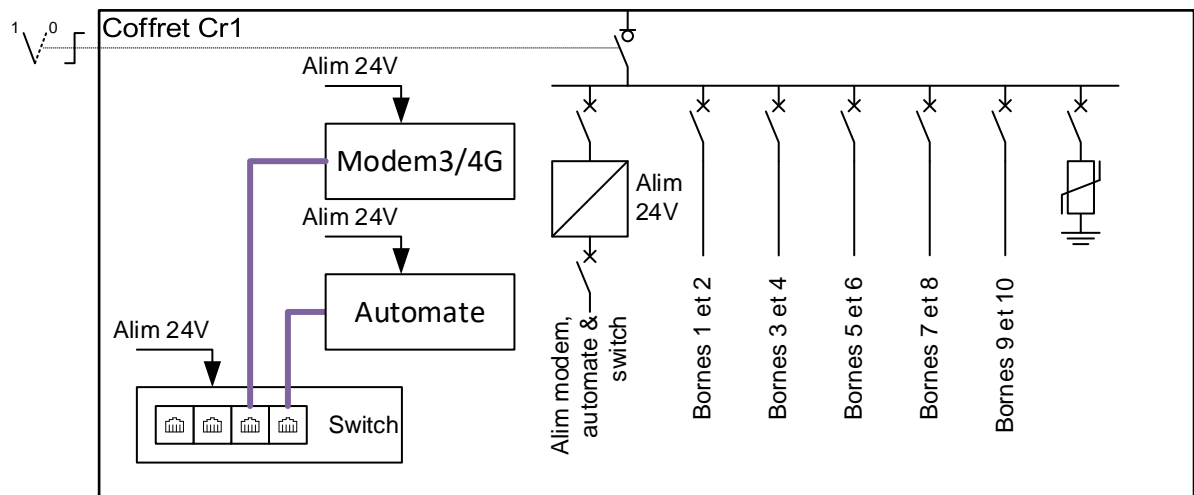 1 0
Coffret Cr1
Alim 24V
Modem3/4G
Alim 24V
Automate
Alim 24V
Switch
Alim
24V
Alim modem,
automate &
switch
Bornes 1 et 2
Bornes 3 et 4
Bornes 5 et 6
Bornes 7 et 8
Bornes 9 et 10